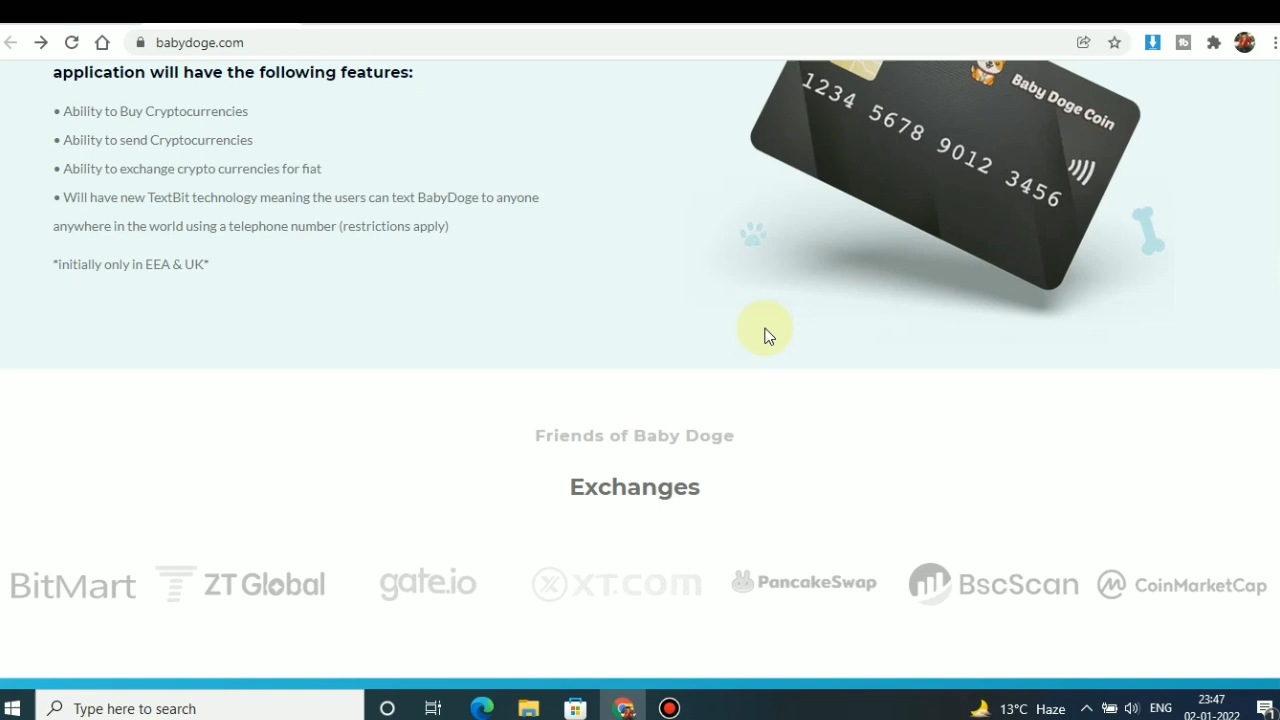 babydoge.com
application will have the following features:
• Ability to Buy Cryptocurrencies
• Ability to send Cryptocurrencies
• Ability to exchange crypto currencies for fiat
• Will have new TextBit technology meaning the users can text BabyDoge to anyone
anywhere in the world using a telephone number (restrictions apply)
*initially only in EEA & UK*
Baby Doge Coin
1234 5678 9012 3456
Friends of Baby Doge
Exchanges
BitMart ZT Global gate.io XT.COM PancakeSwap BscScan CoinMarketCap
Type here to search
13°C Haze ENG 23:47
02-01-2022